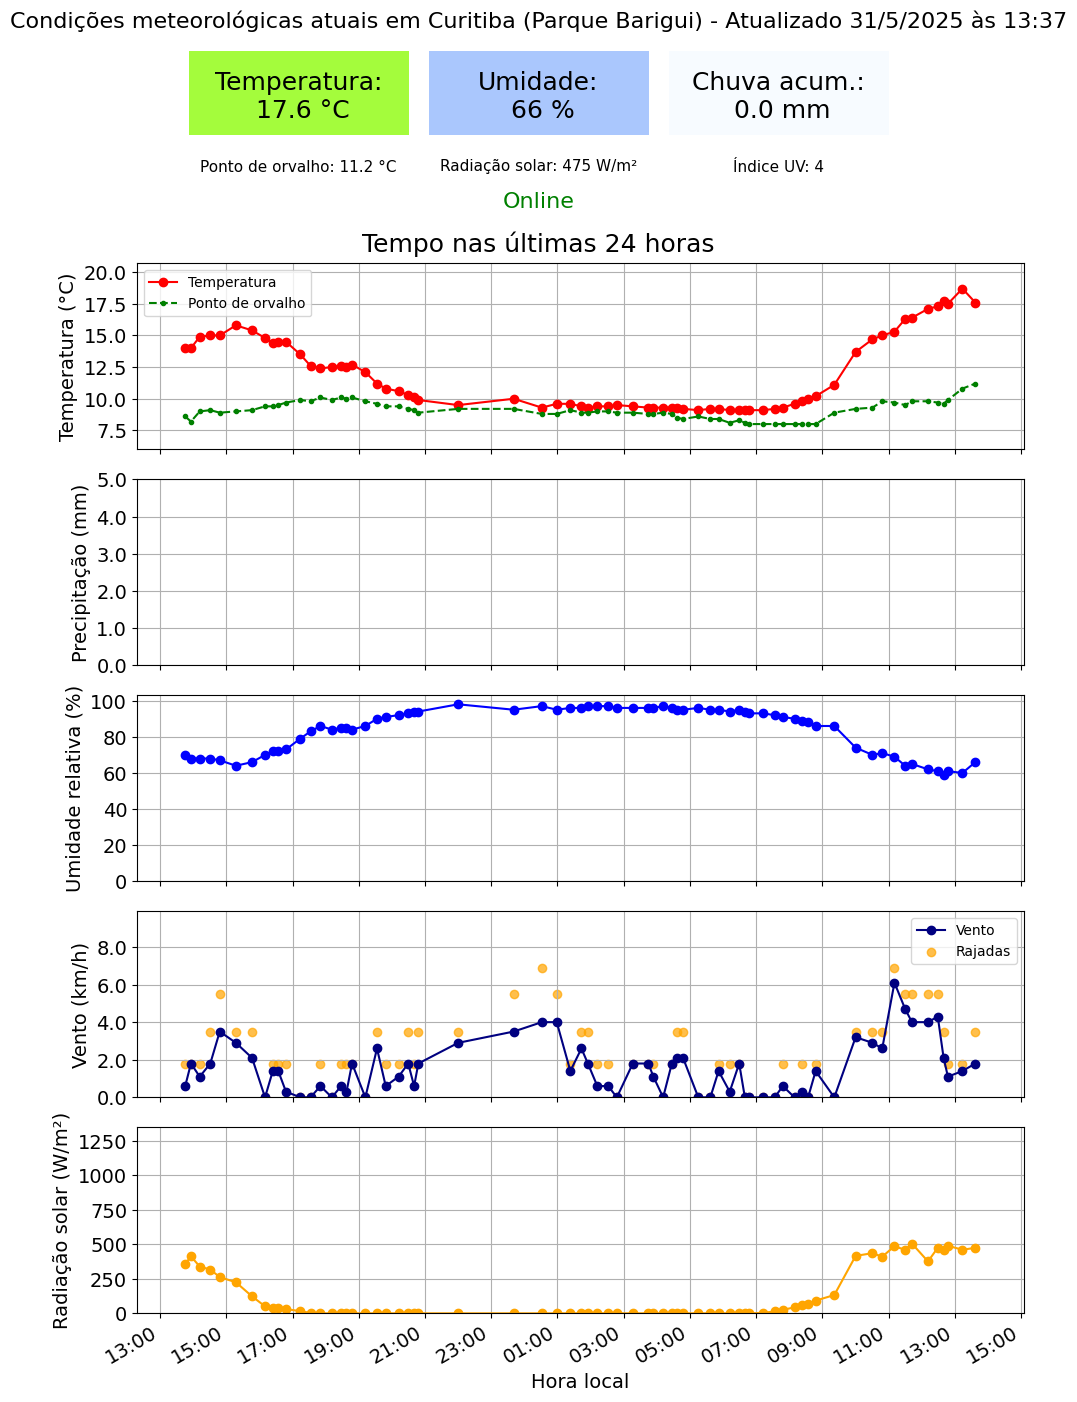 Condições meteorológicas atuais em Curitiba (Parque Barigui) - Atualizado 31/5/2025 às 13:37
Temperatura:
17.6 °C
Umidade:
66 %
Chuva acum.:
0.0 mm
Ponto de orvalho: 11.2 °C
Radiação solar: 475 W/m²
Índice UV: 4
Online
Tempo nas últimas 24 horas
Temperatura (°C)
20.0
17.5
15.0
12.5
10.0
7.5
Temperatura
Ponto de orvalho
Precipitação (mm)
5.0
4.0
3.0
2.0
1.0
0.0
Umidade relativa (%)
100
80
60
40
20
0
Vento (km/h)
8.0
6.0
4.0
2.0
0.0
Vento
Rajadas
Radiação solar (W/m²)
1250
1000
750
500
250
0
13:00
15:00
17:00
19:00
21:00
23:00
01:00
03:00
05:00
07:00
09:00
11:00
13:00
15:00
Hora local